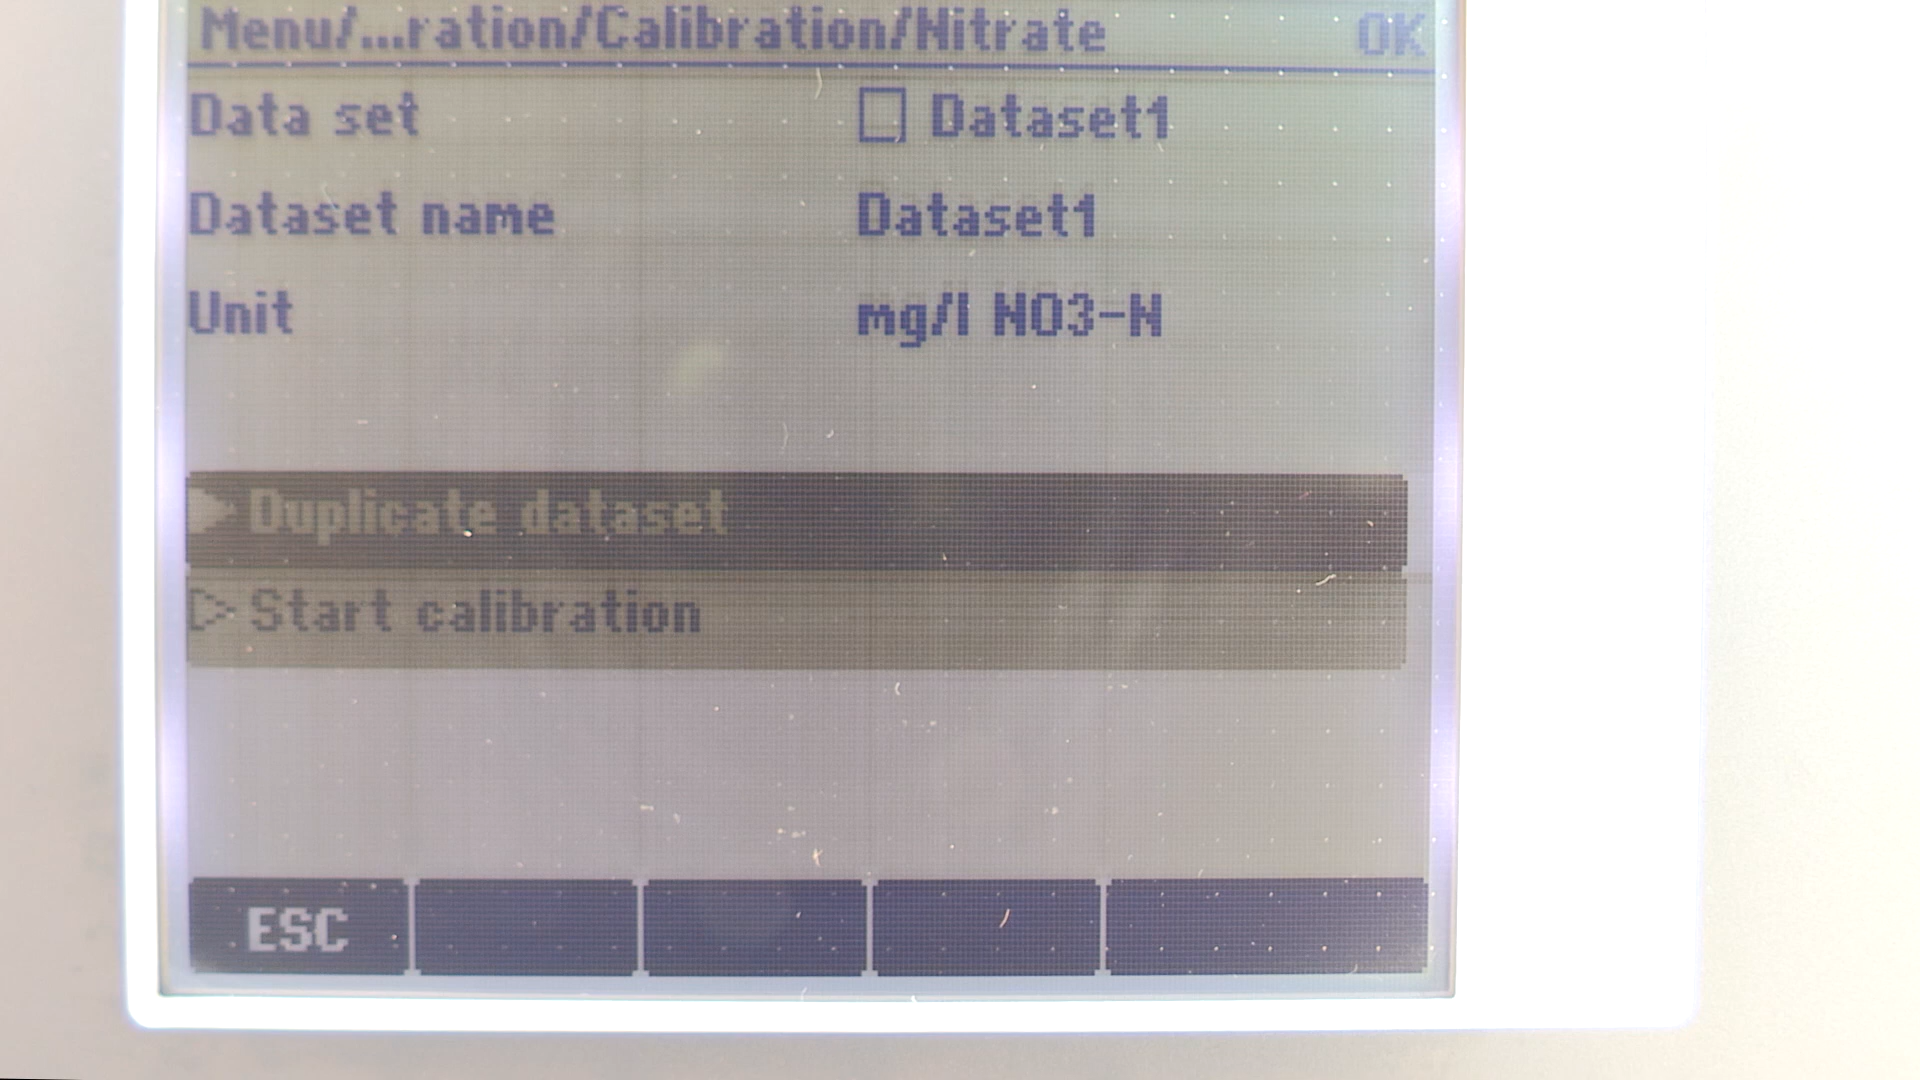 Menu/...ration/Calibration/Nitrate OK
Data set Dataset1
Dataset name Dataset1
Unit mg/l NO3-N
Duplicate dataset
Start calibration
ESC